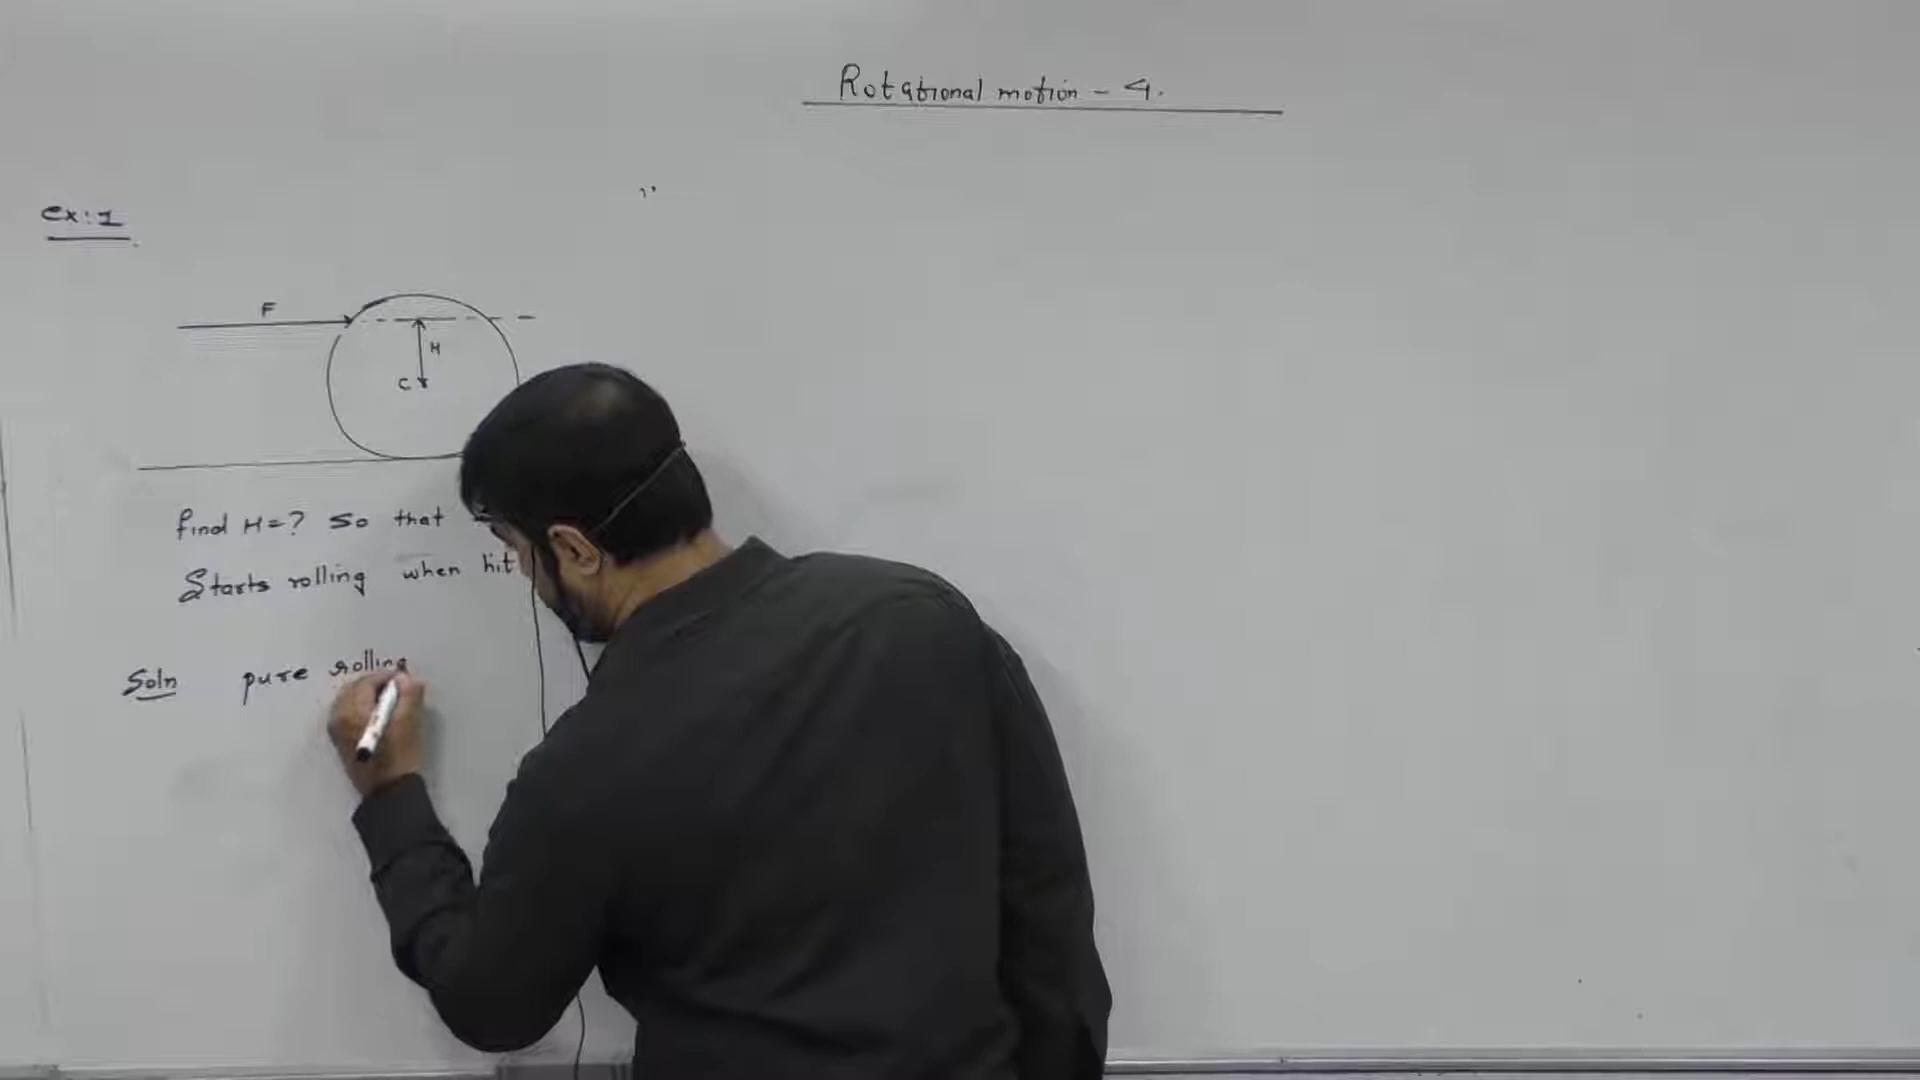 Rotational motion - 4.
ex:1
F
H
C
find H=? So that
Starts rolling when hit
Soln pure rolling